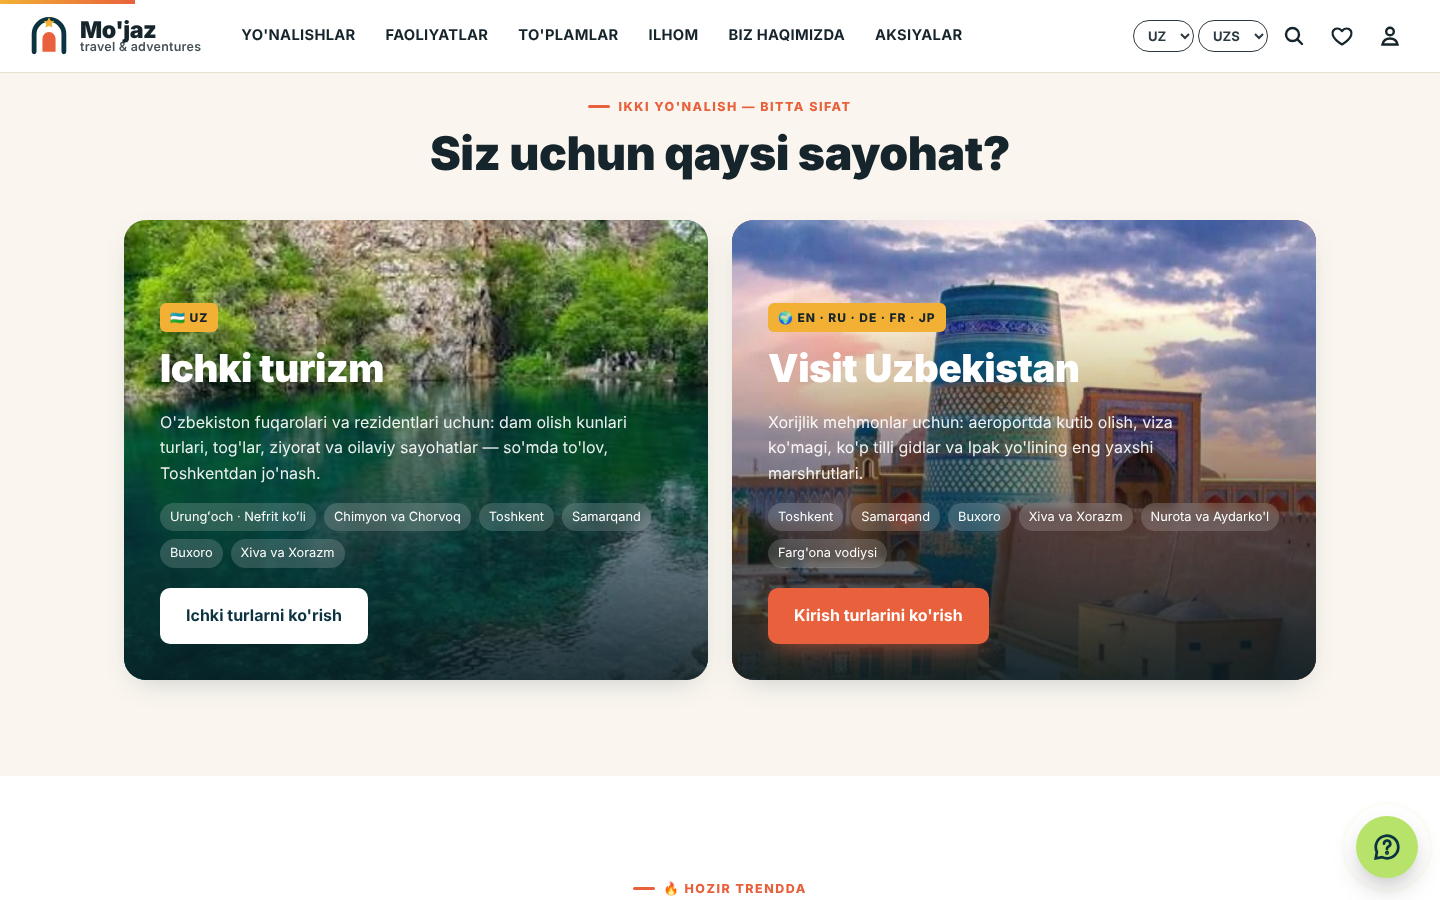 Mo'jaz
travel & adventures
YO'NALISHLAR
FAOLIYATLAR
TO'PLAMLAR
ILHOM
BIZ HAQIMIZDA
AKSIYALAR
UZ
UZS
IKKI YO'NALISH — BITTA SIFAT
Siz uchun qaysi sayohat?
🇺🇿 UZ
Ichki turizm
O'zbekiston fuqarolari va rezidentlari uchun: dam olish kunlari
turlari, tog'lar, ziyorat va oilaviy sayohatlar — so'mda to'lov,
Toshkentdan jo'nash.
Urung‘och · Nefrit ko‘li
Chimyon va Chorvoq
Toshkent
Samarqand
Buxoro
Xiva va Xorazm
Ichki turlarni ko'rish
🌍 EN · RU · DE · FR · JP
Visit Uzbekistan
Xorijlik mehmonlar uchun: aeroportda kutib olish, viza
ko'magi, ko'p tilli gidlar va Ipak yo'lining eng yaxshi
marshrutlari.
Toshkent
Samarqand
Buxoro
Xiva va Xorazm
Nurota va Aydarko'l
Farg'ona vodiysi
Kirish turlarini ko'rish
🔥 HOZIR TRENDDA